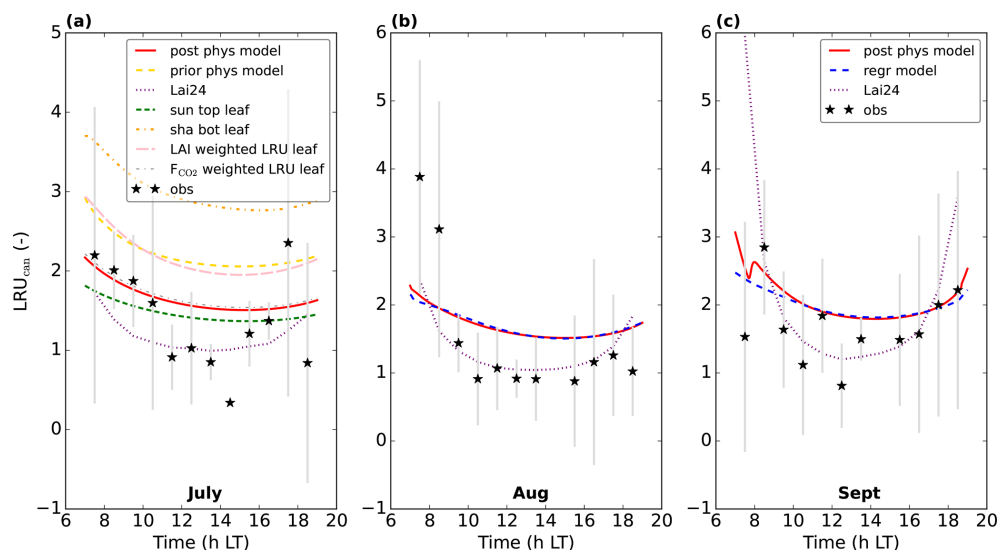 (a)
(b)
(c)
LRU_can (-)
5
4
3
2
1
0
−1
post phys model
prior phys model
Lai24
sun top leaf
sha bot leaf
LAI weighted LRU leaf
F_CO2 weighted LRU leaf
obs
July
6 8 10 12 14 16 18 20
Time (h LT)
6
5
4
3
2
1
0
−1
Aug
6 8 10 12 14 16 18 20
Time (h LT)
6
5
4
3
2
1
0
−1
post phys model
regr model
Lai24
obs
Sept
6 8 10 12 14 16 18 20
Time (h LT)